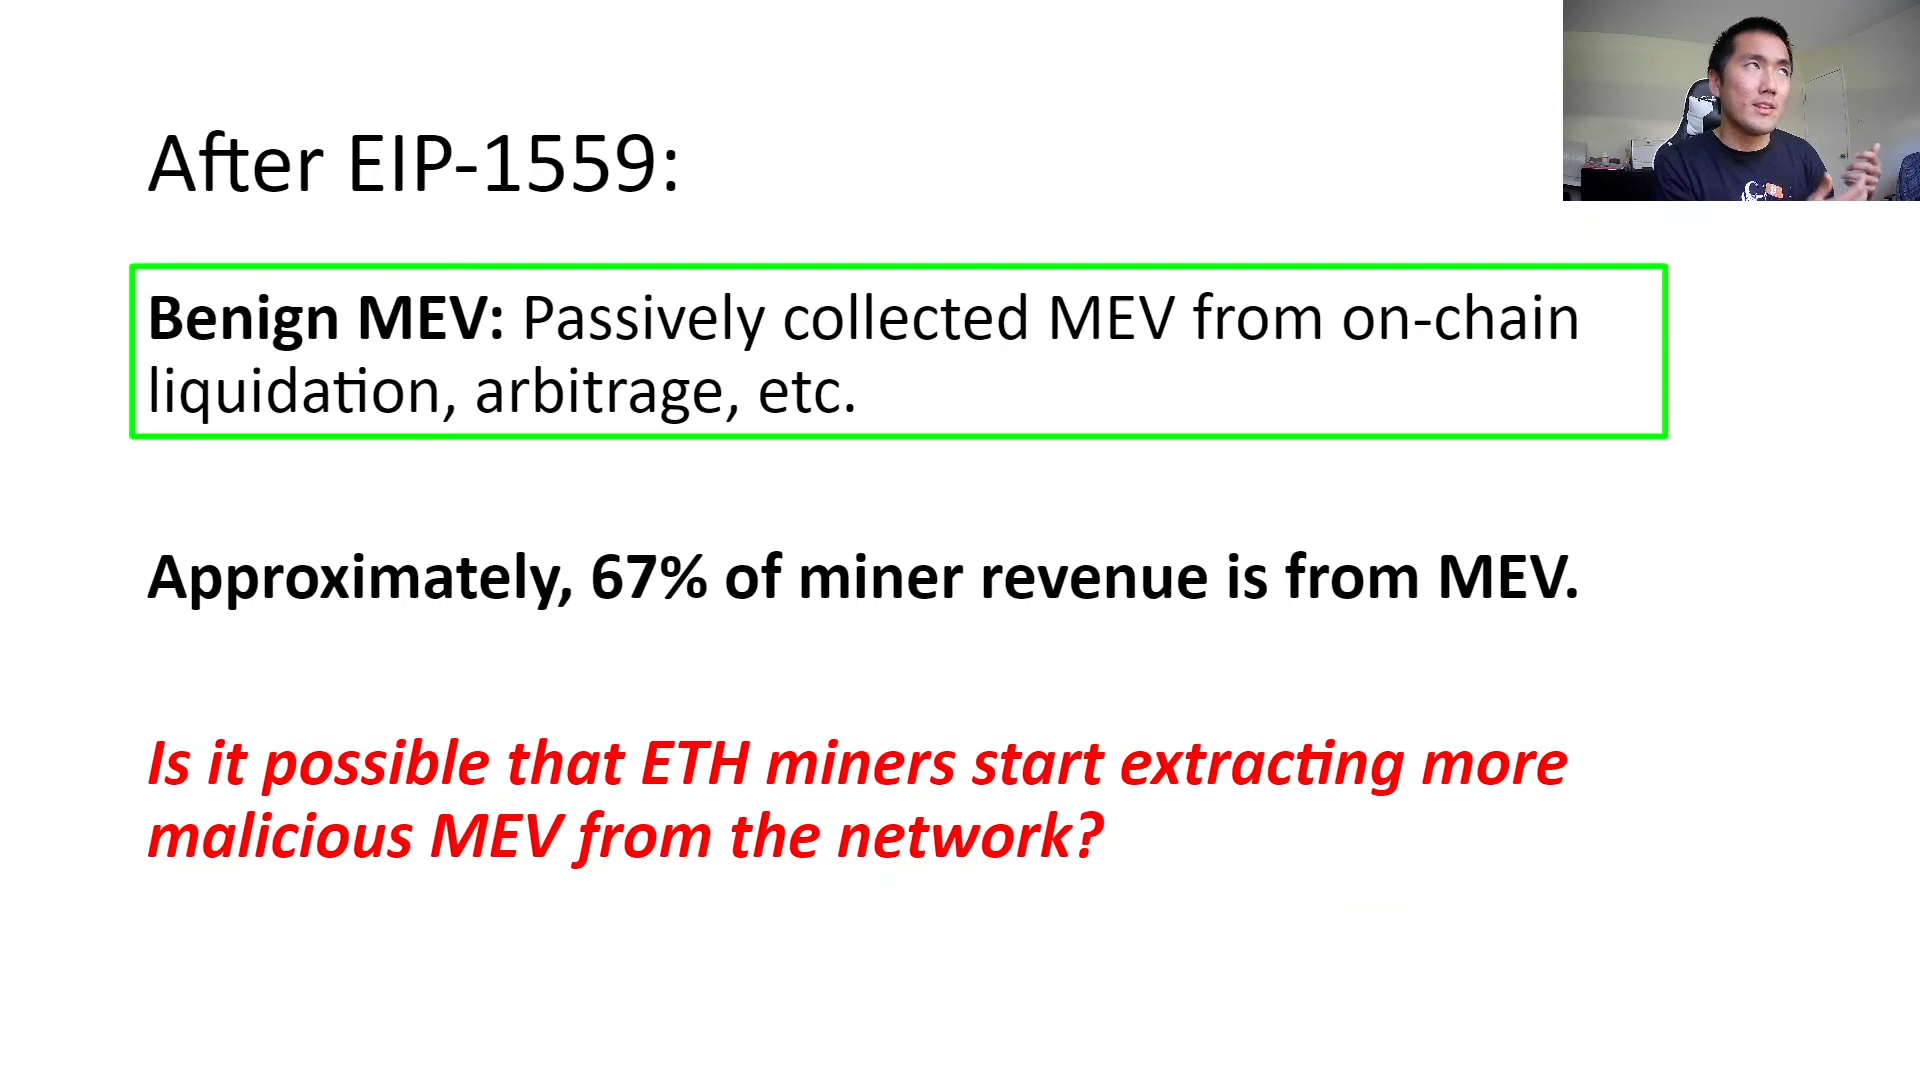 After EIP-1559:
Benign MEV: Passively collected MEV from on-chain
liquidation, arbitrage, etc.
Approximately, 67% of miner revenue is from MEV.
Is it possible that ETH miners start extracting more
malicious MEV from the network?